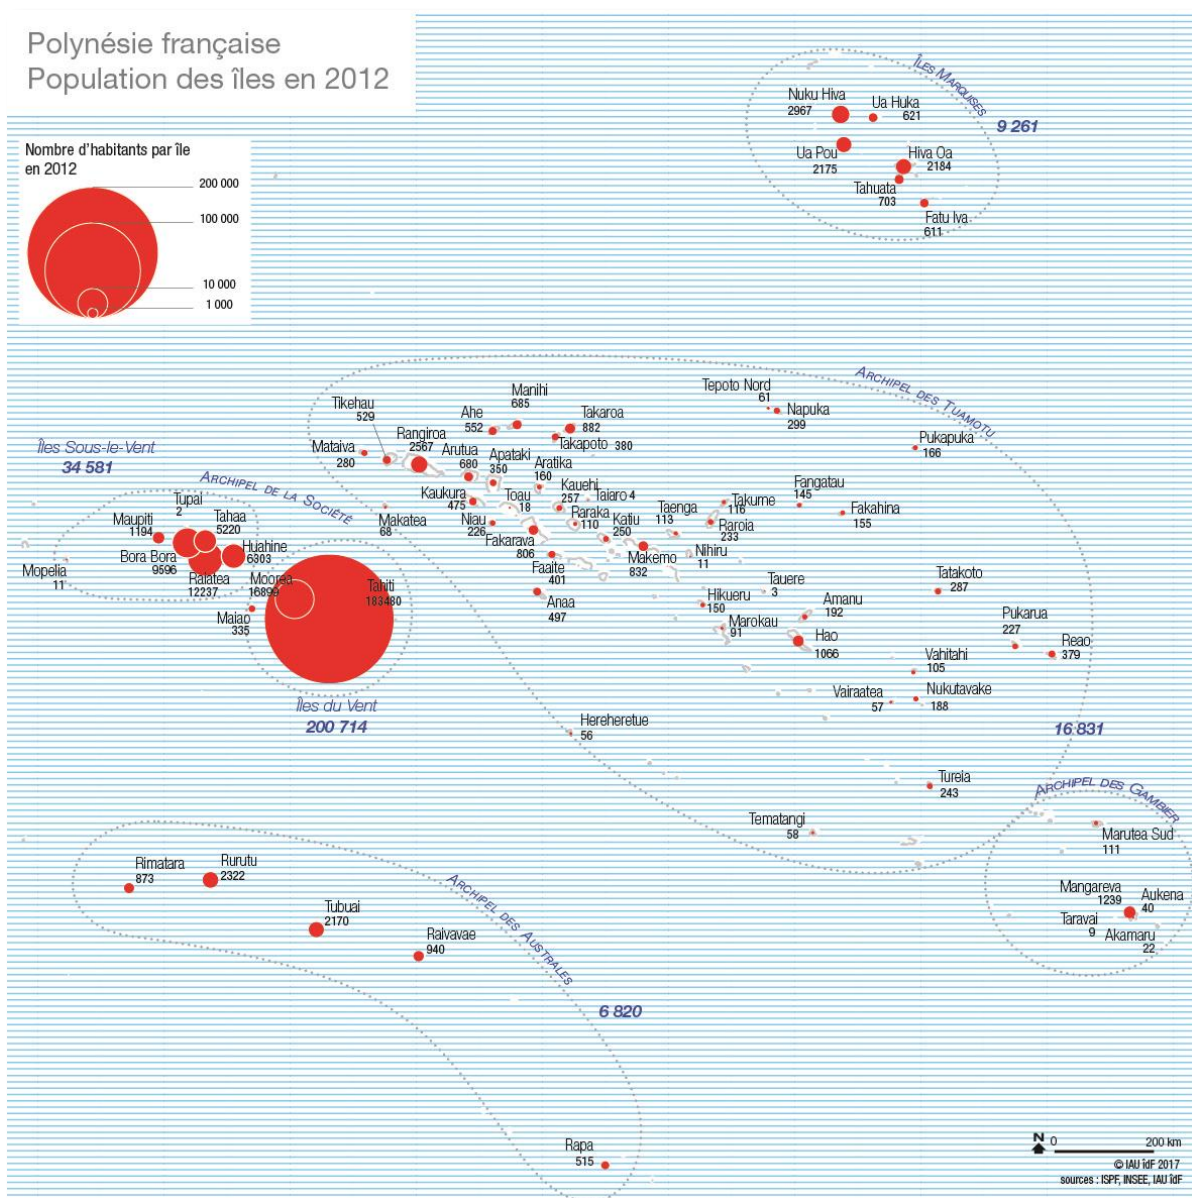 Polynésie française
Population des îles en 2012
Nombre d'habitants par île
en 2012
200 000
100 000
10 000
1 000
ÎLES MARQUISES
9 261
Nuku Hiva
2967
Ua Huka
621
Ua Pou
2175
Hiva Oa
2184
Tahuata
703
Fatu Iva
611
ARCHIPEL DES TUAMOTU
16 831
Tepoto Nord
61
Napuka
299
Pukapuka
166
Manihi
685
Tikehau
529
Ahe
552
Takaroa
882
Takapoto 380
Mataiva
280
Rangiroa
2567
Arutua
680
Apataki
350
Aratika
160
Kaukura
475
Toau
18
Kauehi
257
Taiaro 4
Raraka
110
Katiu
250
Taenga
113
Takume
116
Raroia
233
Fangatau
145
Fakahina
155
Makatea
68
Niau
226
Fakarava
806
Makemo
832
Nihiru
11
Faaite
401
Anaa
497
Tauere
3
Hikueru
150
Marokau
91
Amanu
192
Hao
1066
Tatakoto
287
Pukarua
227
Reao
379
Vahitahi
105
Vairaatea
57
Nukutavake
188
Hereheretue
56
Tureia
243
Tematangi
58
Îles Sous-le-Vent
34 581
ARCHIPEL DE LA SOCIÉTÉ
Tupai
2
Maupiti
1194
Tahaa
5220
Huahine
6303
Bora Bora
9596
Raiatea
12237
Mopelia
11
Moorea
16899
Tahiti
183480
Maiao
335
Îles du Vent
200 714
ARCHIPEL DES GAMBIER
Marutea Sud
111
Mangareva
1239
Aukena
40
Taravai
9
Akamaru
22
Rimatara
873
Rurutu
2322
Tubuai
2170
Raivavae
940
ARCHIPEL DES AUSTRALES
6 820
Rapa
515
N 0 200 km
© IAU îdF 2017
sources : ISPF, INSEE, IAU îdF